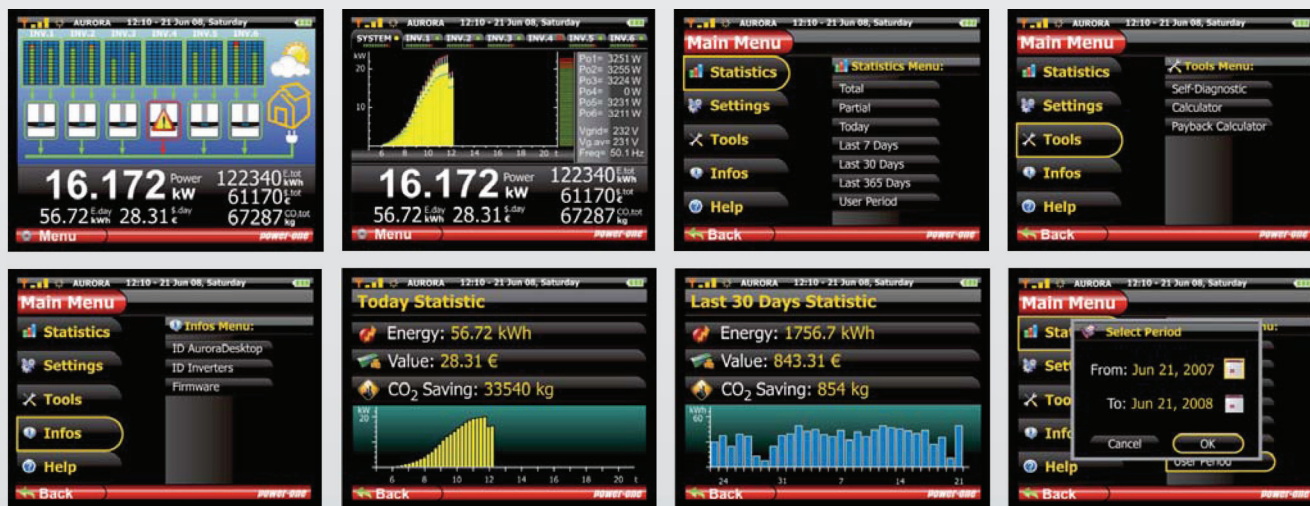 AURORA 12:10 - 21 Jun 08, Saturday
INV.1 INV.2 INV.3 INV.4 INV.5 INV.6
16.172 Power kW
122340 E.tot kWh
61170 $.tot €
56.72 E.day kWh 28.31 $.day €
67287 CO2tot kg
Menu
power-one
AURORA 12:10 - 21 Jun 08, Saturday
SYSTEM INV.1 INV.2 INV.3 INV.4 INV.5 INV.6
kW
20
10
6 8 10 12 14 16 18 20 t
Po1= 3251 W
Po2= 3255 W
Po3= 3224 W
Po4= 0 W
Po5= 3231 W
Po6= 3211 W
Vgrid= 232 V
Vg.av= 231 V
Freq= 50.1 Hz
16.172 Power kW
122340 E.tot kWh
61170 $.tot €
56.72 E.day kWh 28.31 $.day €
67287 CO2tot kg
Menu
power-one
AURORA 12:10 - 21 Jun 08, Saturday
Main Menu
Statistics
Settings
Tools
Infos
Help
Statistics Menu:
Total
Partial
Today
Last 7 Days
Last 30 Days
Last 365 Days
User Period
Back
power-one
AURORA 12:10 - 21 Jun 08, Saturday
Main Menu
Statistics
Settings
Tools
Infos
Help
Tools Menu:
Self-Diagnostic
Calculator
Payback Calculator
Back
power-one
AURORA 12:10 - 21 Jun 08, Saturday
Main Menu
Statistics
Settings
Tools
Infos
Help
Infos Menu:
ID AuroraDesktop
ID Inverters
Firmware
Back
power-one
AURORA 12:10 - 21 Jun 08, Saturday
Today Statistic
Energy: 56.72 kWh
Value: 28.31 €
CO2 Saving: 33540 kg
kW
20
6 8 10 12 14 16 18 20 t
Back
power-one
AURORA 12:10 - 21 Jun 08, Saturday
Last 30 Days Statistic
Energy: 1756.7 kWh
Value: 843.31 €
CO2 Saving: 854 kg
kWh
60
24 31 7 14 21
Back
power-one
AURORA 12:10 - 21 Jun 08, Saturday
Main Menu
Sta
Set
Too
Info
Help
nu:
Select Period
From: Jun 21, 2007
To: Jun 21, 2008
Cancel OK
User Period
Back
power-one